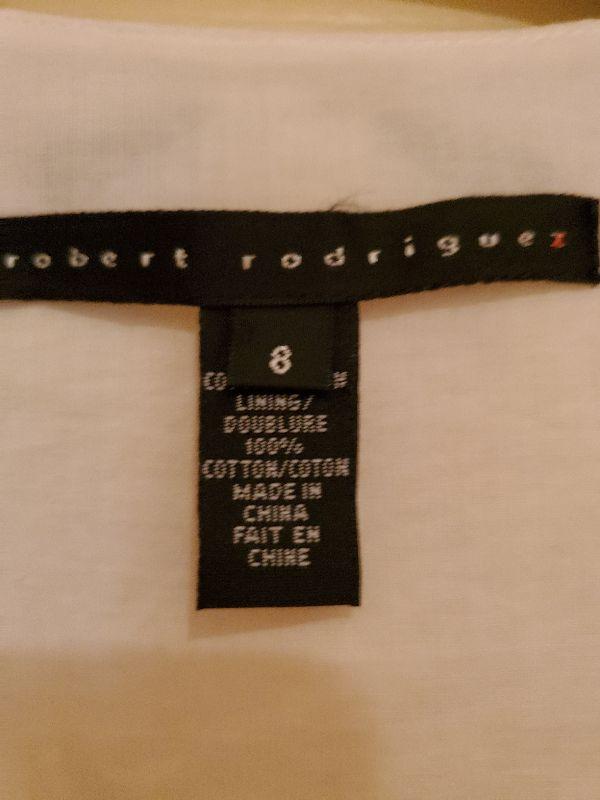 robert rodriguez
8
LINING/
DOUBLURE
100%
COTTON/COTON
MADE IN
CHINA
FAIT EN
CHINE